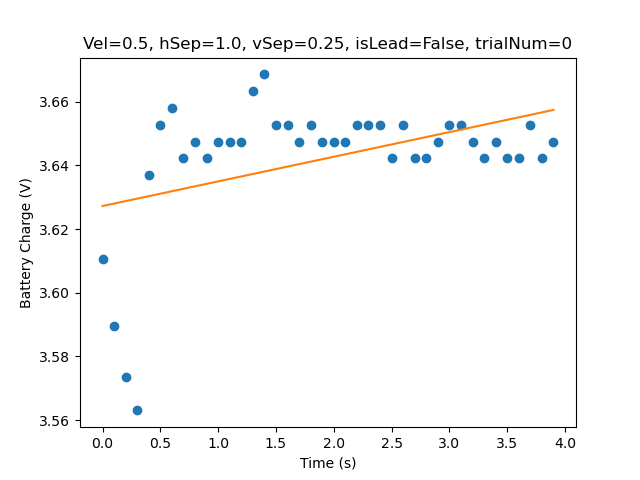 Vel=0.5, hSep=1.0, vSep=0.25, isLead=False, trialNum=0
Battery Charge (V)
3.66
3.64
3.62
3.60
3.58
3.56
0.0 0.5 1.0 1.5 2.0 2.5 3.0 3.5 4.0
Time (s)